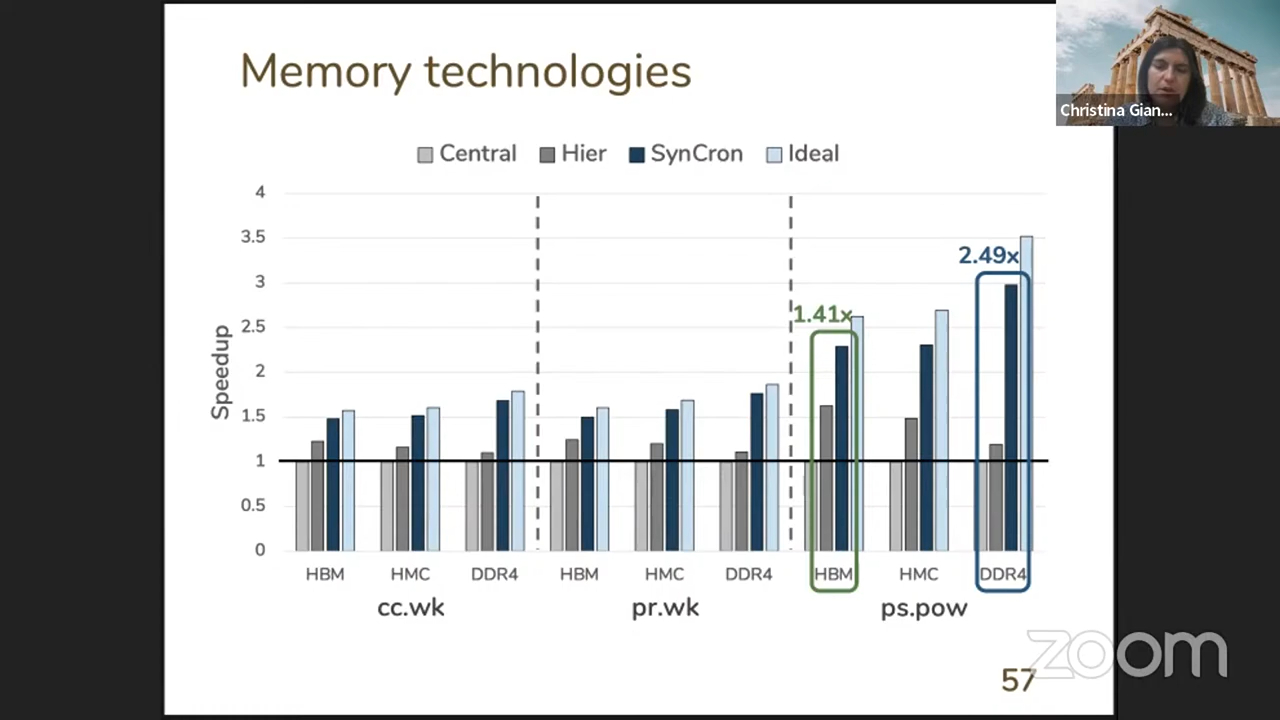 Memory technologies
Christina Gian...
Central Hier SynCron Ideal
4
3.5
3
2.5
2
1.5
1
0.5
0
Speedup
1.41x
2.49x
HBM HMC DDR4 HBM HMC DDR4 HBM HMC DDR4
cc.wk pr.wk ps.pow
zoom
57